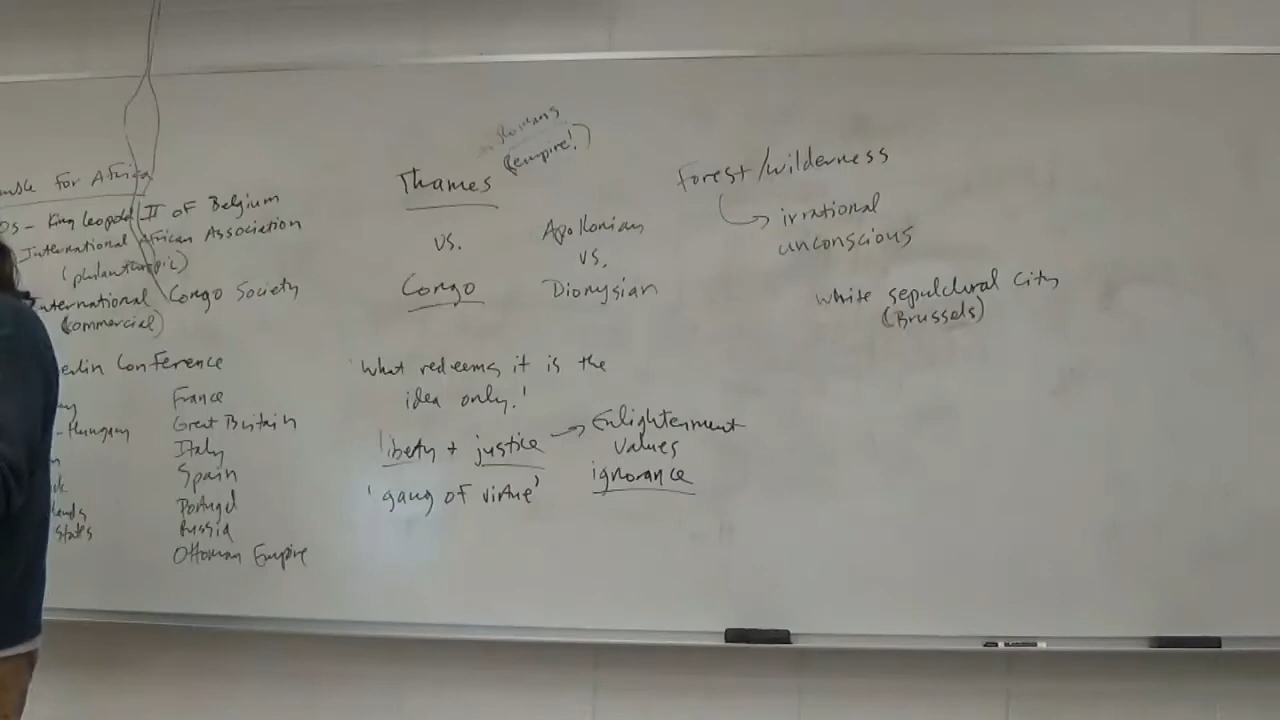 for Africa
King Leopold II of Belgium
International African Association
(philanthropic)
International Congo Society
(commercial)
Conference
France
Great Britain
Italy
Spain
Portugal
Russia
States
Ottoman Empire
Romans
(empire!)
Thames
vs.
Congo
Apollonian
vs.
Dionysian
'What redeems it is the
idea only.'
liberty + justice → Enlightenment
values
ignorance
'gang of virtue'
Forest/wilderness
→ irrational
unconscious
white sepulchral city
(Brussels)